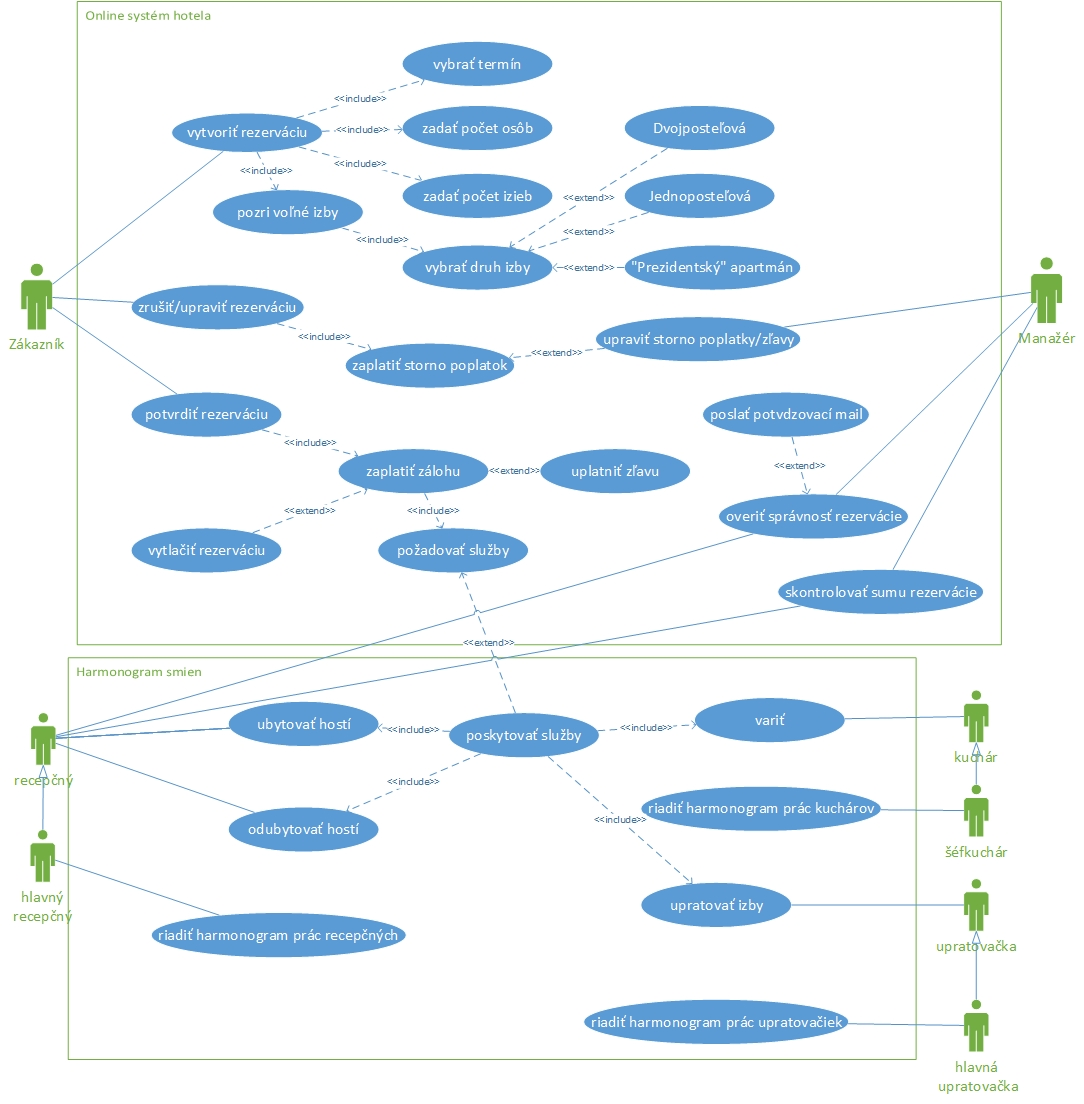 Online systém hotela
vybrať termín
<<include>>
vytvoriť rezerváciu
<<include>>
zadať počet osôb
Dvojposteľová
<<include>>
<<include>>
zadať počet izieb
<<extend>>
Jednoposteľová
pozri voľné izby
<<include>>
<<extend>>
vybrať druh izby
<<extend>>
"Prezidentský" apartmán
Zákazník
zrušiť/upraviť rezerváciu
<<include>>
upraviť storno poplatky/zľavy
Manažér
<<extend>>
zaplatiť storno poplatok
potvrdiť rezerváciu
poslať potvdzovací mail
<<include>>
zaplatiť zálohu
<<extend>>
uplatniť zľavu
<<extend>>
<<extend>>
<<include>>
overiť správnosť rezervácie
vytlačiť rezerváciu
požadovať služby
skontrolovať sumu rezervácie
<<extend>>
Harmonogram smien
ubytovať hostí
<<include>>
poskytovať služby
<<include>>
variť
kuchár
recepčný
<<include>>
riadiť harmonogram prác kuchárov
<<include>>
odubytovať hostí
šéfkuchár
hlavný
recepčný
upratovať izby
riadiť harmonogram prác recepčných
upratovačka
riadiť harmonogram prác upratovačiek
hlavná
upratovačka